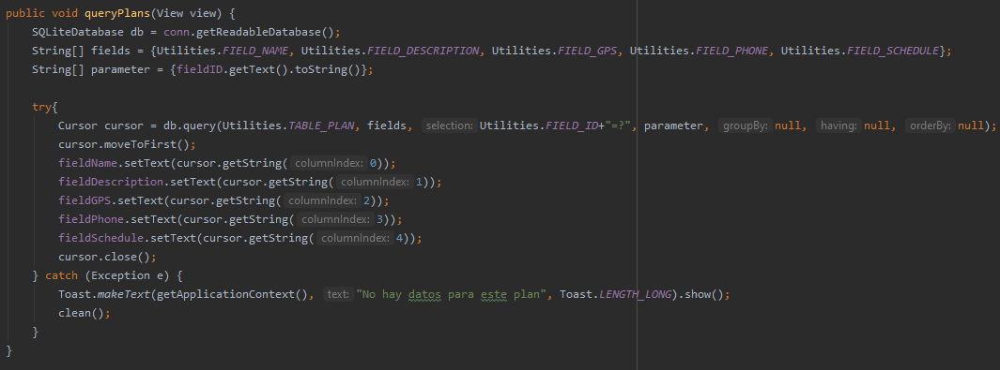 public void queryPlans(View view) {
    SQLiteDatabase db = conn.getReadableDatabase();
    String[] fields = {Utilities.FIELD_NAME, Utilities.FIELD_DESCRIPTION, Utilities.FIELD_GPS, Utilities.FIELD_PHONE, Utilities.FIELD_SCHEDULE};
    String[] parameter = {fieldID.getText().toString()};
    try{
        Cursor cursor = db.query(Utilities.TABLE_PLAN, fields, selection: Utilities.FIELD_ID+"=?", parameter, groupBy: null, having: null, orderBy: null);
        cursor.moveToFirst();
        fieldName.setText(cursor.getString( columnIndex: 0));
        fieldDescription.setText(cursor.getString( columnIndex: 1));
        fieldGPS.setText(cursor.getString( columnIndex: 2));
        fieldPhone.setText(cursor.getString( columnIndex: 3));
        fieldSchedule.setText(cursor.getString( columnIndex: 4));
        cursor.close();
    } catch (Exception e) {
        Toast.makeText(getApplicationContext(), text: "No hay datos para este plan", Toast.LENGTH_LONG).show();
        clean();
    }
}